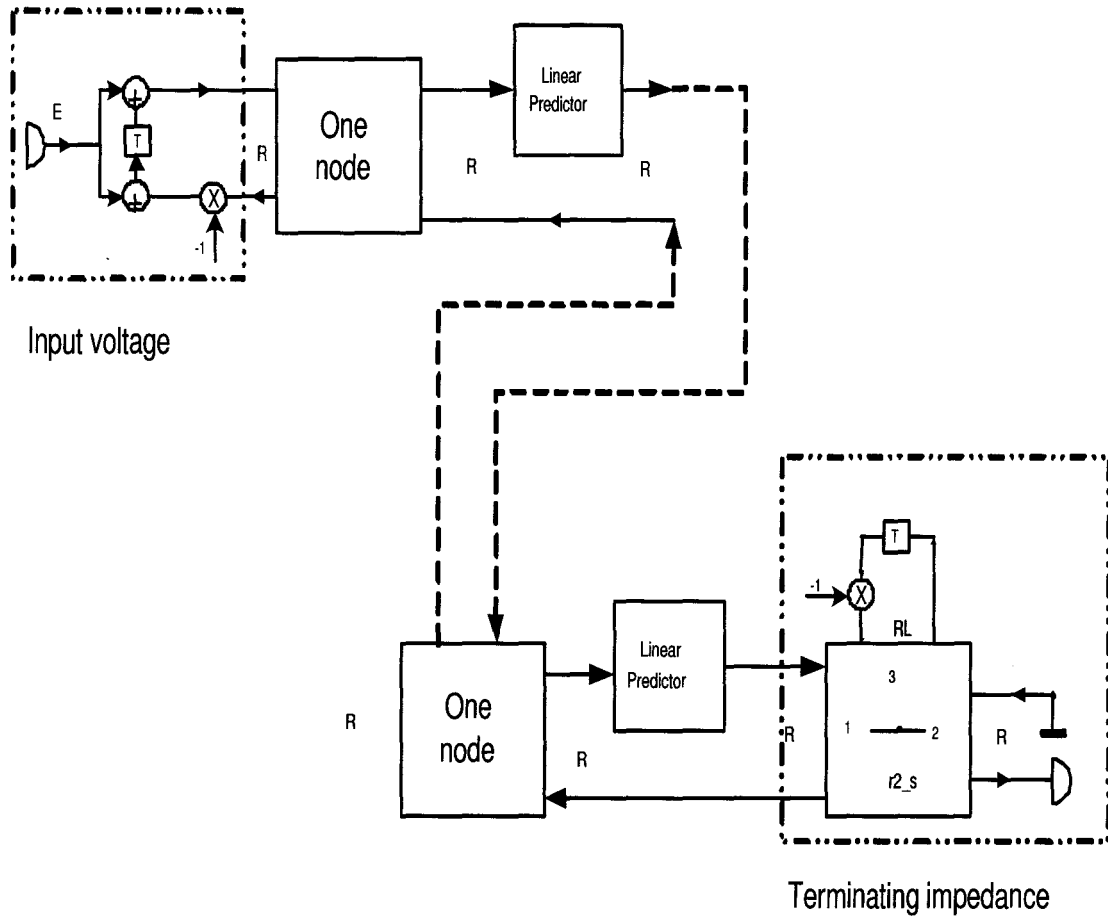 E
T
R
-1
One
node
R
Linear
Predictor
R
Input voltage
T
-1
X
X
RL
3
1
2
R
r2_s
R
One
node
R
Linear
Predictor
R
Terminating impedance